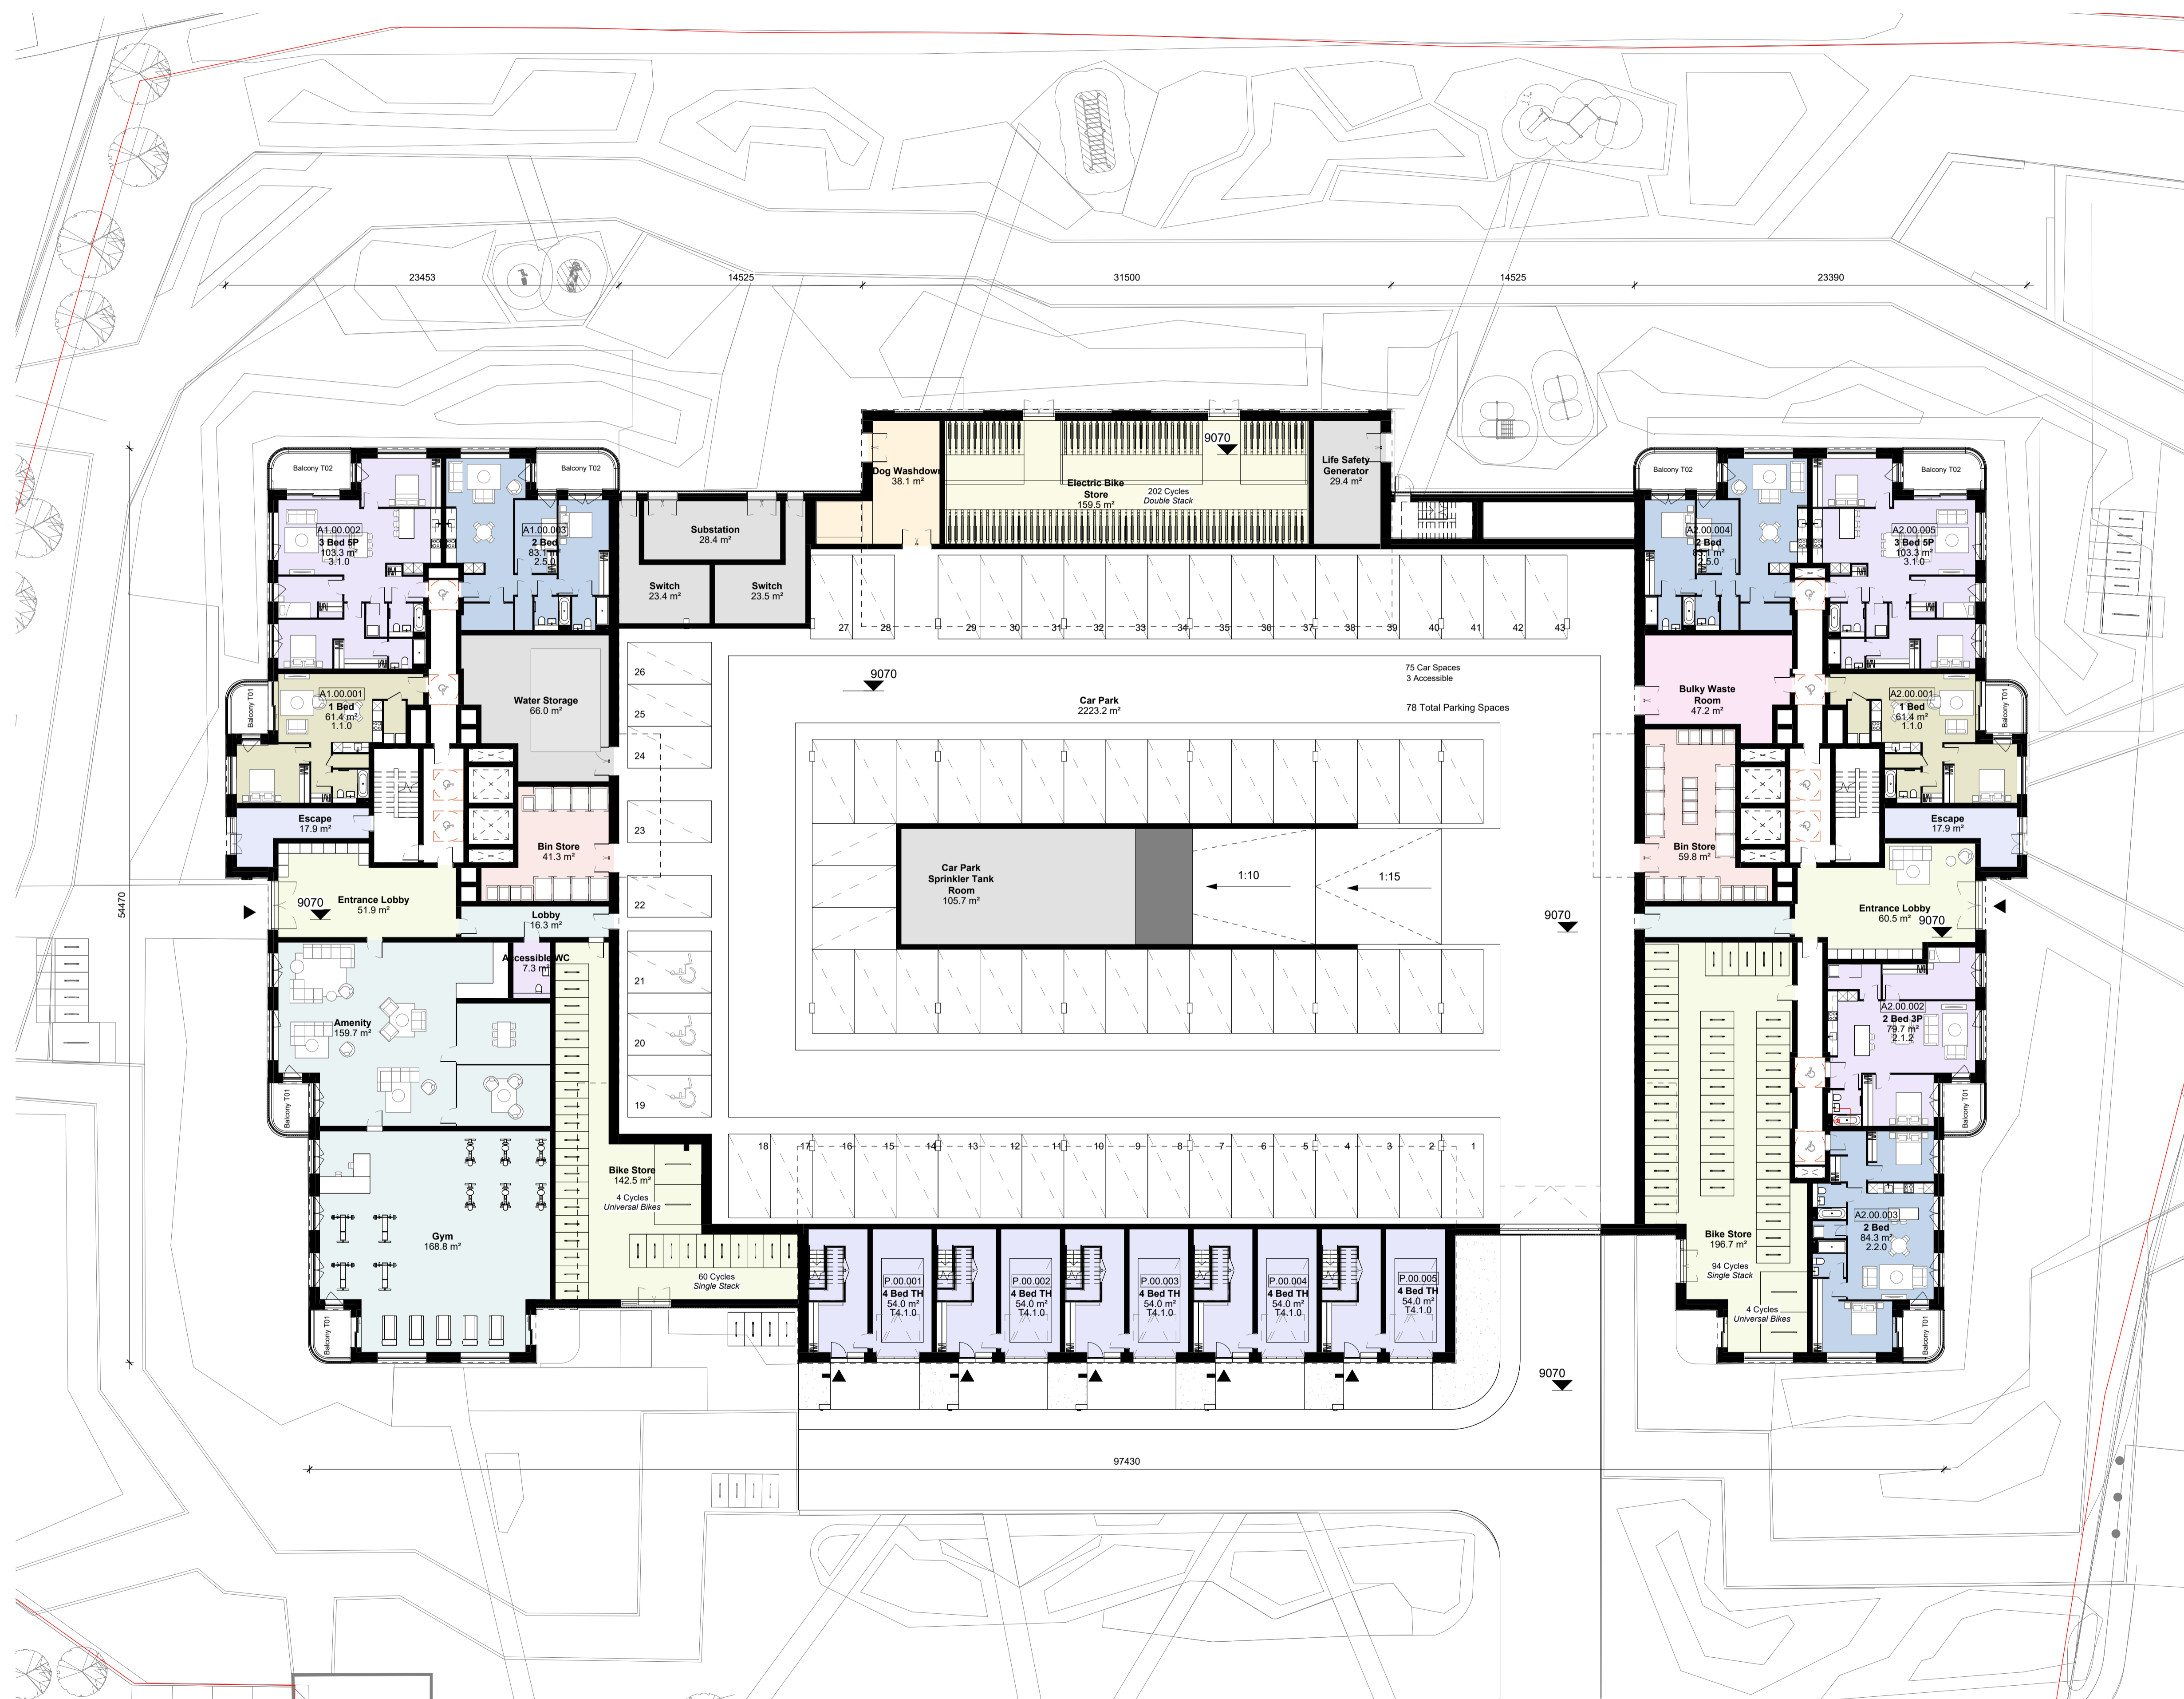 23453
14525
31500
14525
23390
54470
97430
Balcony T02
Balcony T02
A1.00.002
3 Bed 5P
103.3 m²
3.1.0
A1.00.003
2 Bed
83.1 m²
2.5.0
Balcony T01
A1.00.001
1 Bed
61.4 m²
1.1.0
Escape
17.9 m²
9070
Entrance Lobby
51.9 m²
Lobby
16.3 m²
Accessible WC
7.3 m²
Amenity
159.7 m²
Balcony T01
Gym
168.8 m²
Balcony T01
Water Storage
66.0 m²
Bin Store
41.3 m²
Bike Store
142.5 m²
4 Cycles
Universal Bikes
60 Cycles
Single Stack
Substation
28.4 m²
Switch
23.4 m²
Switch
23.5 m²
Dog Washdown
38.1 m²
Electric Bike
Store
159.5 m²
202 Cycles
Double Stack
9070
Life Safety
Generator
29.4 m²
27
28
29
30
31
32
33
34
35
36
37
38
39
40
41
42
43
26
25
24
23
22
21
20
19
9070
Car Park
2223.2 m²
75 Car Spaces
3 Accessible
78 Total Parking Spaces
Car Park
Sprinkler Tank
Room
105.7 m²
1:10
1:15
9070
18
17
16
15
14
13
12
11
10
9
8
7
6
5
4
3
2
1
P.00.001
4 Bed TH
54.0 m²
T4.1.0
P.00.002
4 Bed TH
54.0 m²
T4.1.0
P.00.003
4 Bed TH
54.0 m²
T4.1.0
P.00.004
4 Bed TH
54.0 m²
T4.1.0
P.00.005
4 Bed TH
54.0 m²
T4.1.0
9070
Balcony T02
Balcony T02
A2.00.004
2 Bed
83.1 m²
2.5.0
A2.00.005
3 Bed 5P
103.3 m²
3.1.0
Bulky Waste
Room
47.2 m²
A2.00.001
1 Bed
61.4 m²
1.1.0
Balcony T01
Bin Store
59.8 m²
Escape
17.9 m²
Entrance Lobby
60.5 m²
9070
A2.00.002
2 Bed 3P
79.7 m²
2.1.2
Balcony T01
A2.00.003
2 Bed
84.3 m²
2.2.0
Balcony T01
Bike Store
196.7 m²
94 Cycles
Single Stack
4 Cycles
Universal Bikes